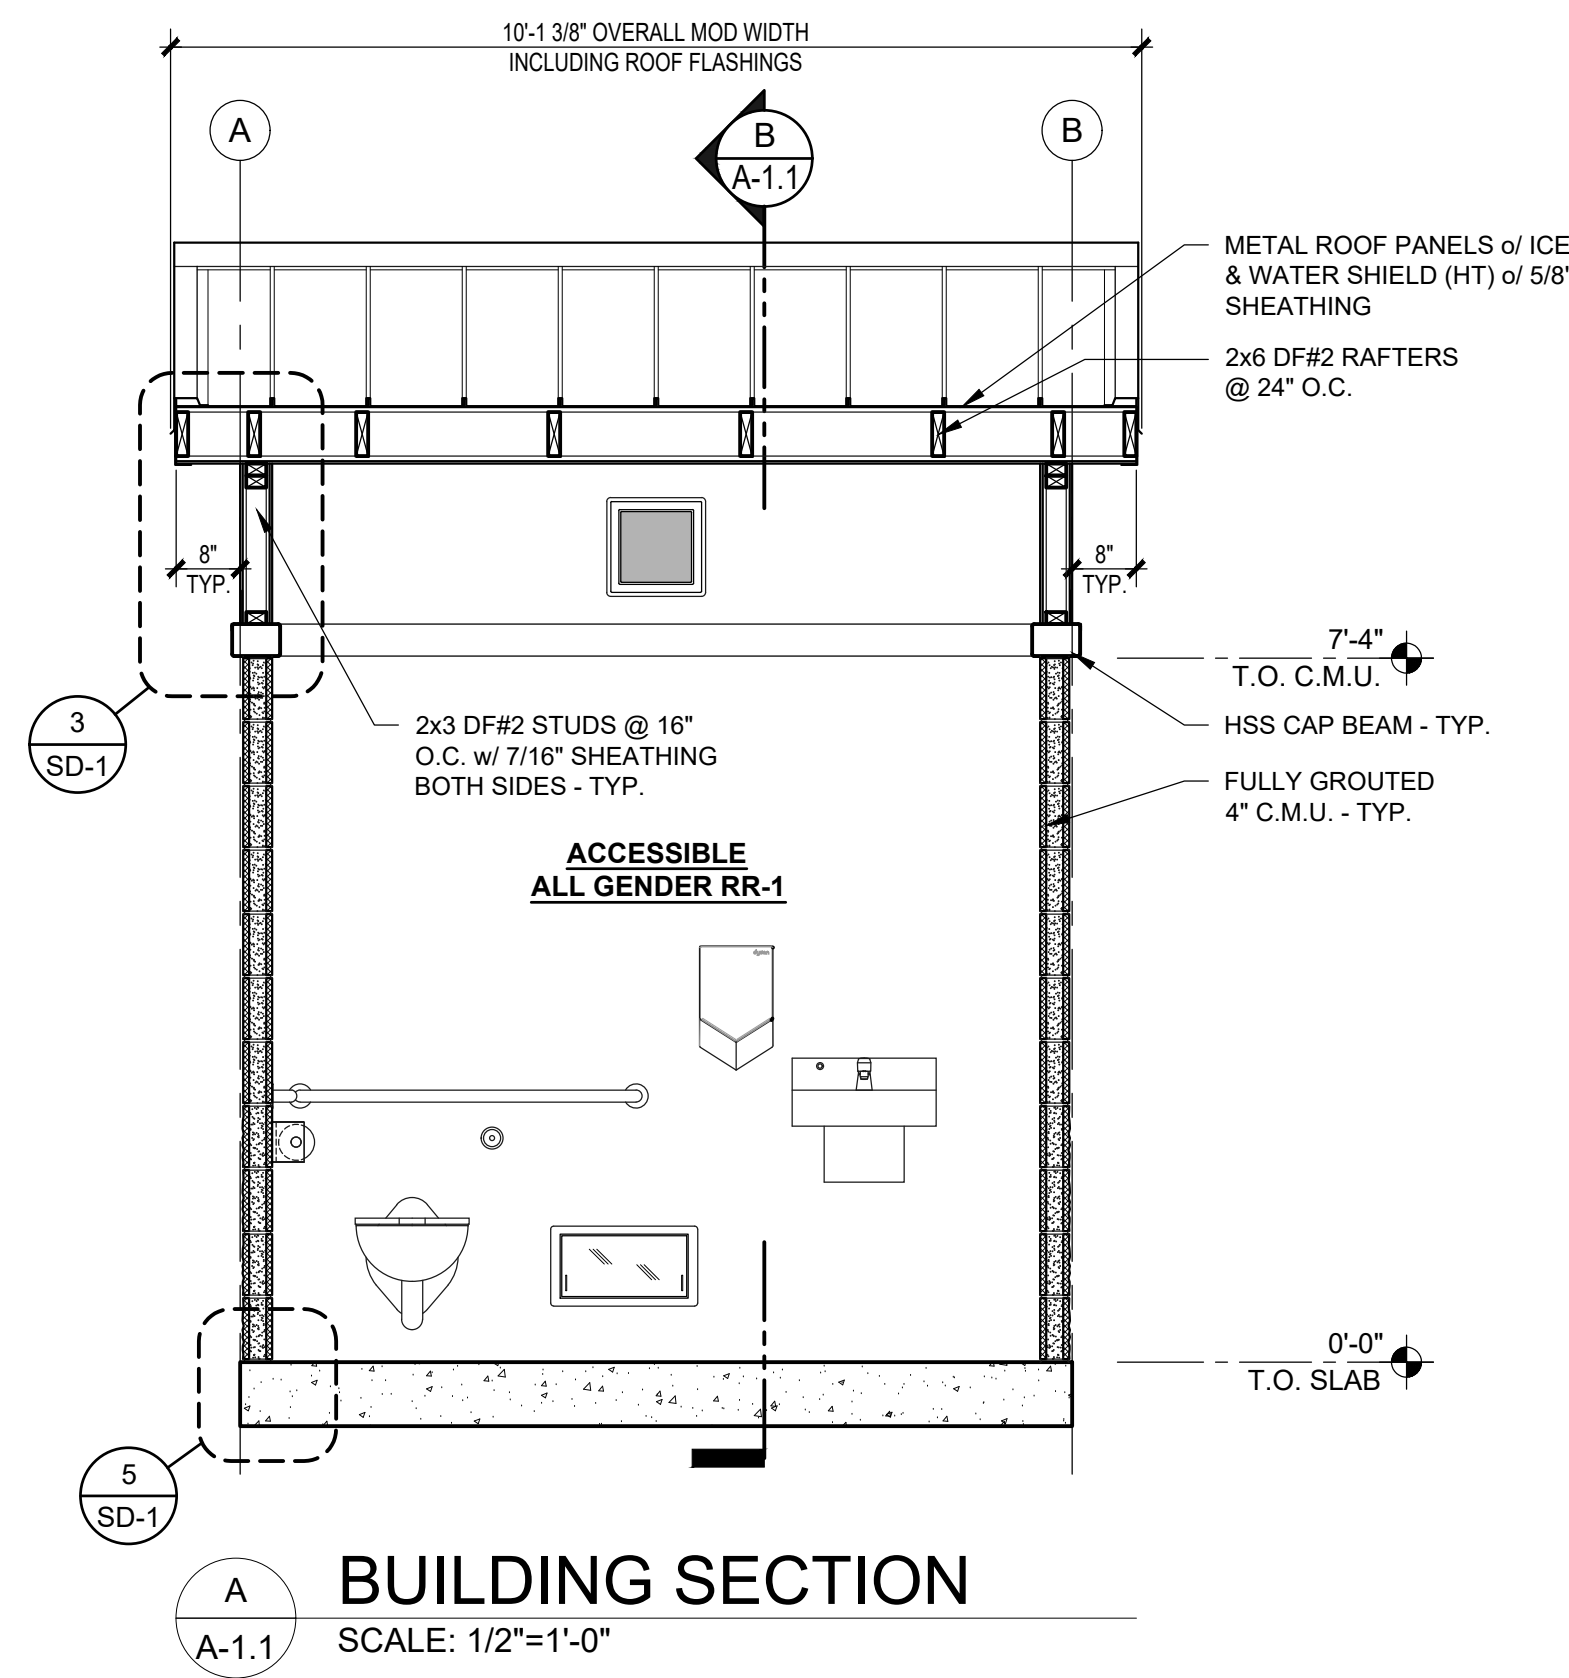 10'-1 3/8" OVERALL MOD WIDTH
INCLUDING ROOF FLASHINGS
A
B
A-1.1
B
METAL ROOF PANELS o/ ICE
& WATER SHIELD (HT) o/ 5/8"
SHEATHING
2x6 DF#2 RAFTERS
@ 24" O.C.
8"
TYP.
8"
TYP.
7'-4"
T.O. C.M.U.
3
SD-1
2x3 DF#2 STUDS @ 16"
O.C. w/ 7/16" SHEATHING
BOTH SIDES - TYP.
HSS CAP BEAM - TYP.
FULLY GROUTED
4" C.M.U. - TYP.
ACCESSIBLE
ALL GENDER RR-1
dyson
0'-0"
T.O. SLAB
5
SD-1
A
A-1.1
BUILDING SECTION
SCALE: 1/2"=1'-0"